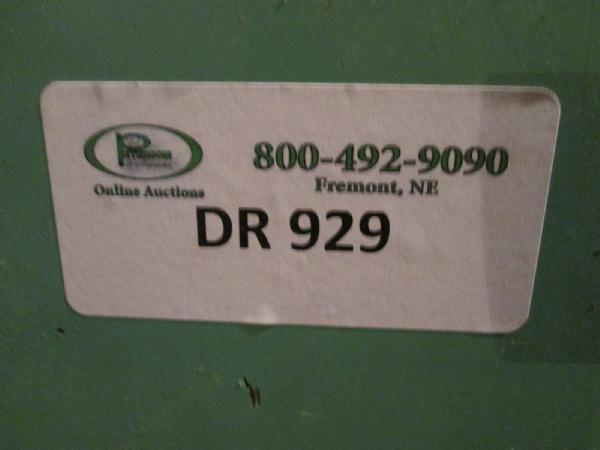 800-492-9090
Online Auctions
Fremont, NE
DR 929